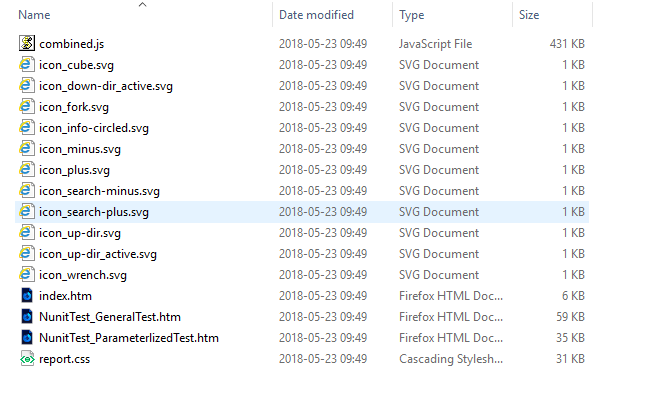 Name Date modified Type Size
combined.js 2018-05-23 09:49 JavaScript File 431 KB
icon_cube.svg 2018-05-23 09:49 SVG Document 1 KB
icon_down-dir_active.svg 2018-05-23 09:49 SVG Document 1 KB
icon_fork.svg 2018-05-23 09:49 SVG Document 1 KB
icon_info-circled.svg 2018-05-23 09:49 SVG Document 1 KB
icon_minus.svg 2018-05-23 09:49 SVG Document 1 KB
icon_plus.svg 2018-05-23 09:49 SVG Document 1 KB
icon_search-minus.svg 2018-05-23 09:49 SVG Document 1 KB
icon_search-plus.svg 2018-05-23 09:49 SVG Document 1 KB
icon_up-dir.svg 2018-05-23 09:49 SVG Document 1 KB
icon_up-dir_active.svg 2018-05-23 09:49 SVG Document 1 KB
icon_wrench.svg 2018-05-23 09:49 SVG Document 1 KB
index.htm 2018-05-23 09:49 Firefox HTML Doc... 6 KB
NunitTest_GeneralTest.htm 2018-05-23 09:49 Firefox HTML Doc... 59 KB
NunitTest_ParameterlizedTest.htm 2018-05-23 09:49 Firefox HTML Doc... 35 KB
report.css 2018-05-23 09:49 Cascading Stylesh... 31 KB